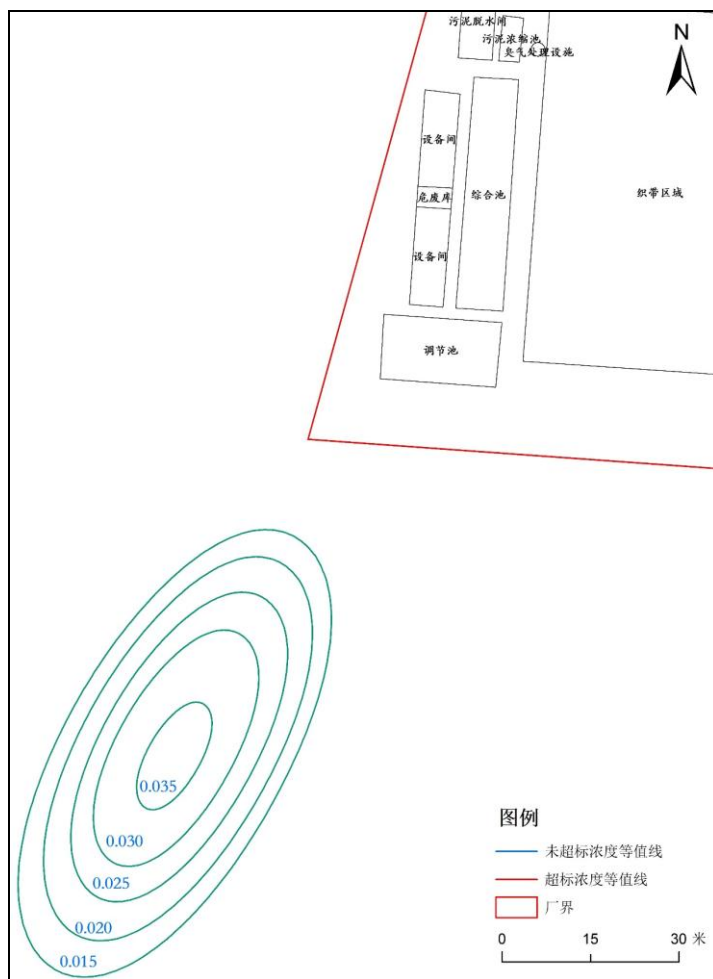 污泥脱水间
N
污泥浓缩池
臭气处理设施
设备间
织带区域
综合池
危废库
设备间
调节池
0.035
0.030
0.025
0.020
0.015
图例
未超标浓度等值线
超标浓度等值线
厂界
0 15 30 米